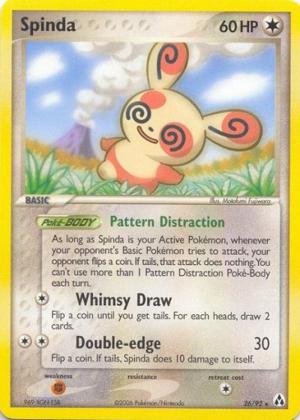 Spinda 60 HP
Illus. Motofumi Fujiwara
BASIC
Poké-BODY Pattern Distraction
As long as Spinda is your Active Pokémon, whenever
your opponent's Basic Pokémon tries to attack, your
opponent flips a coin. If tails, that attack does nothing. You
can't use more than 1 Pattern Distraction Poké-Body
each turn.
Whimsy Draw
Flip a coin until you get tails. For each heads, draw 2
cards.
Double-edge 30
Flip a coin. If tails, Spinda does 10 damage to itself.
weakness resistance retreat cost
©2006 Pokémon/Nintendo
26/92 ★